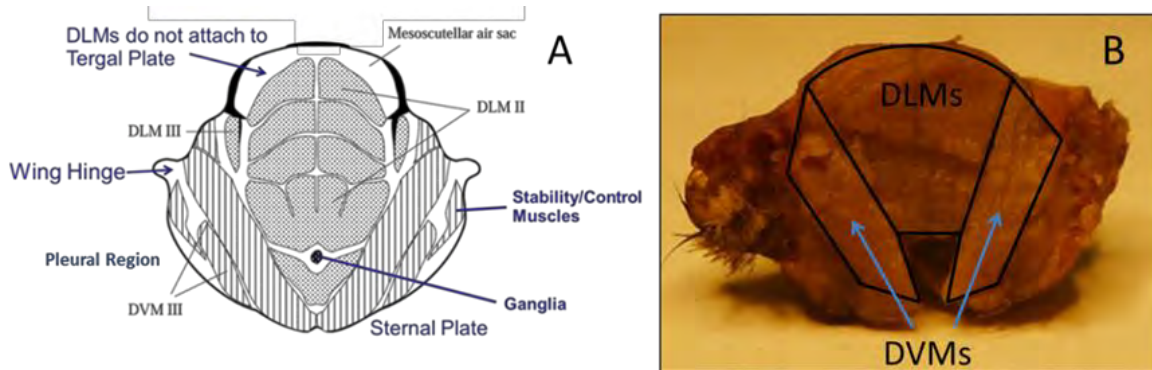 DLMs do not attach to
Tergal Plate
Mesoscutellar air sac
A
DLM II
DLM III
Wing Hinge
Stability/Control
Muscles
Pleural Region
Ganglia
DVM III
Sternal Plate
B
DLMs
DVMs